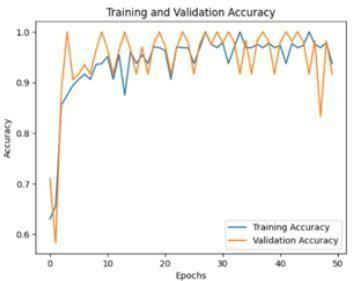 Training and Validation Accuracy
1.0
0.9
0.8
0.7
0.6
Accuracy
Training Accuracy
Validation Accuracy
0 10 20 30 40 50
Epochs